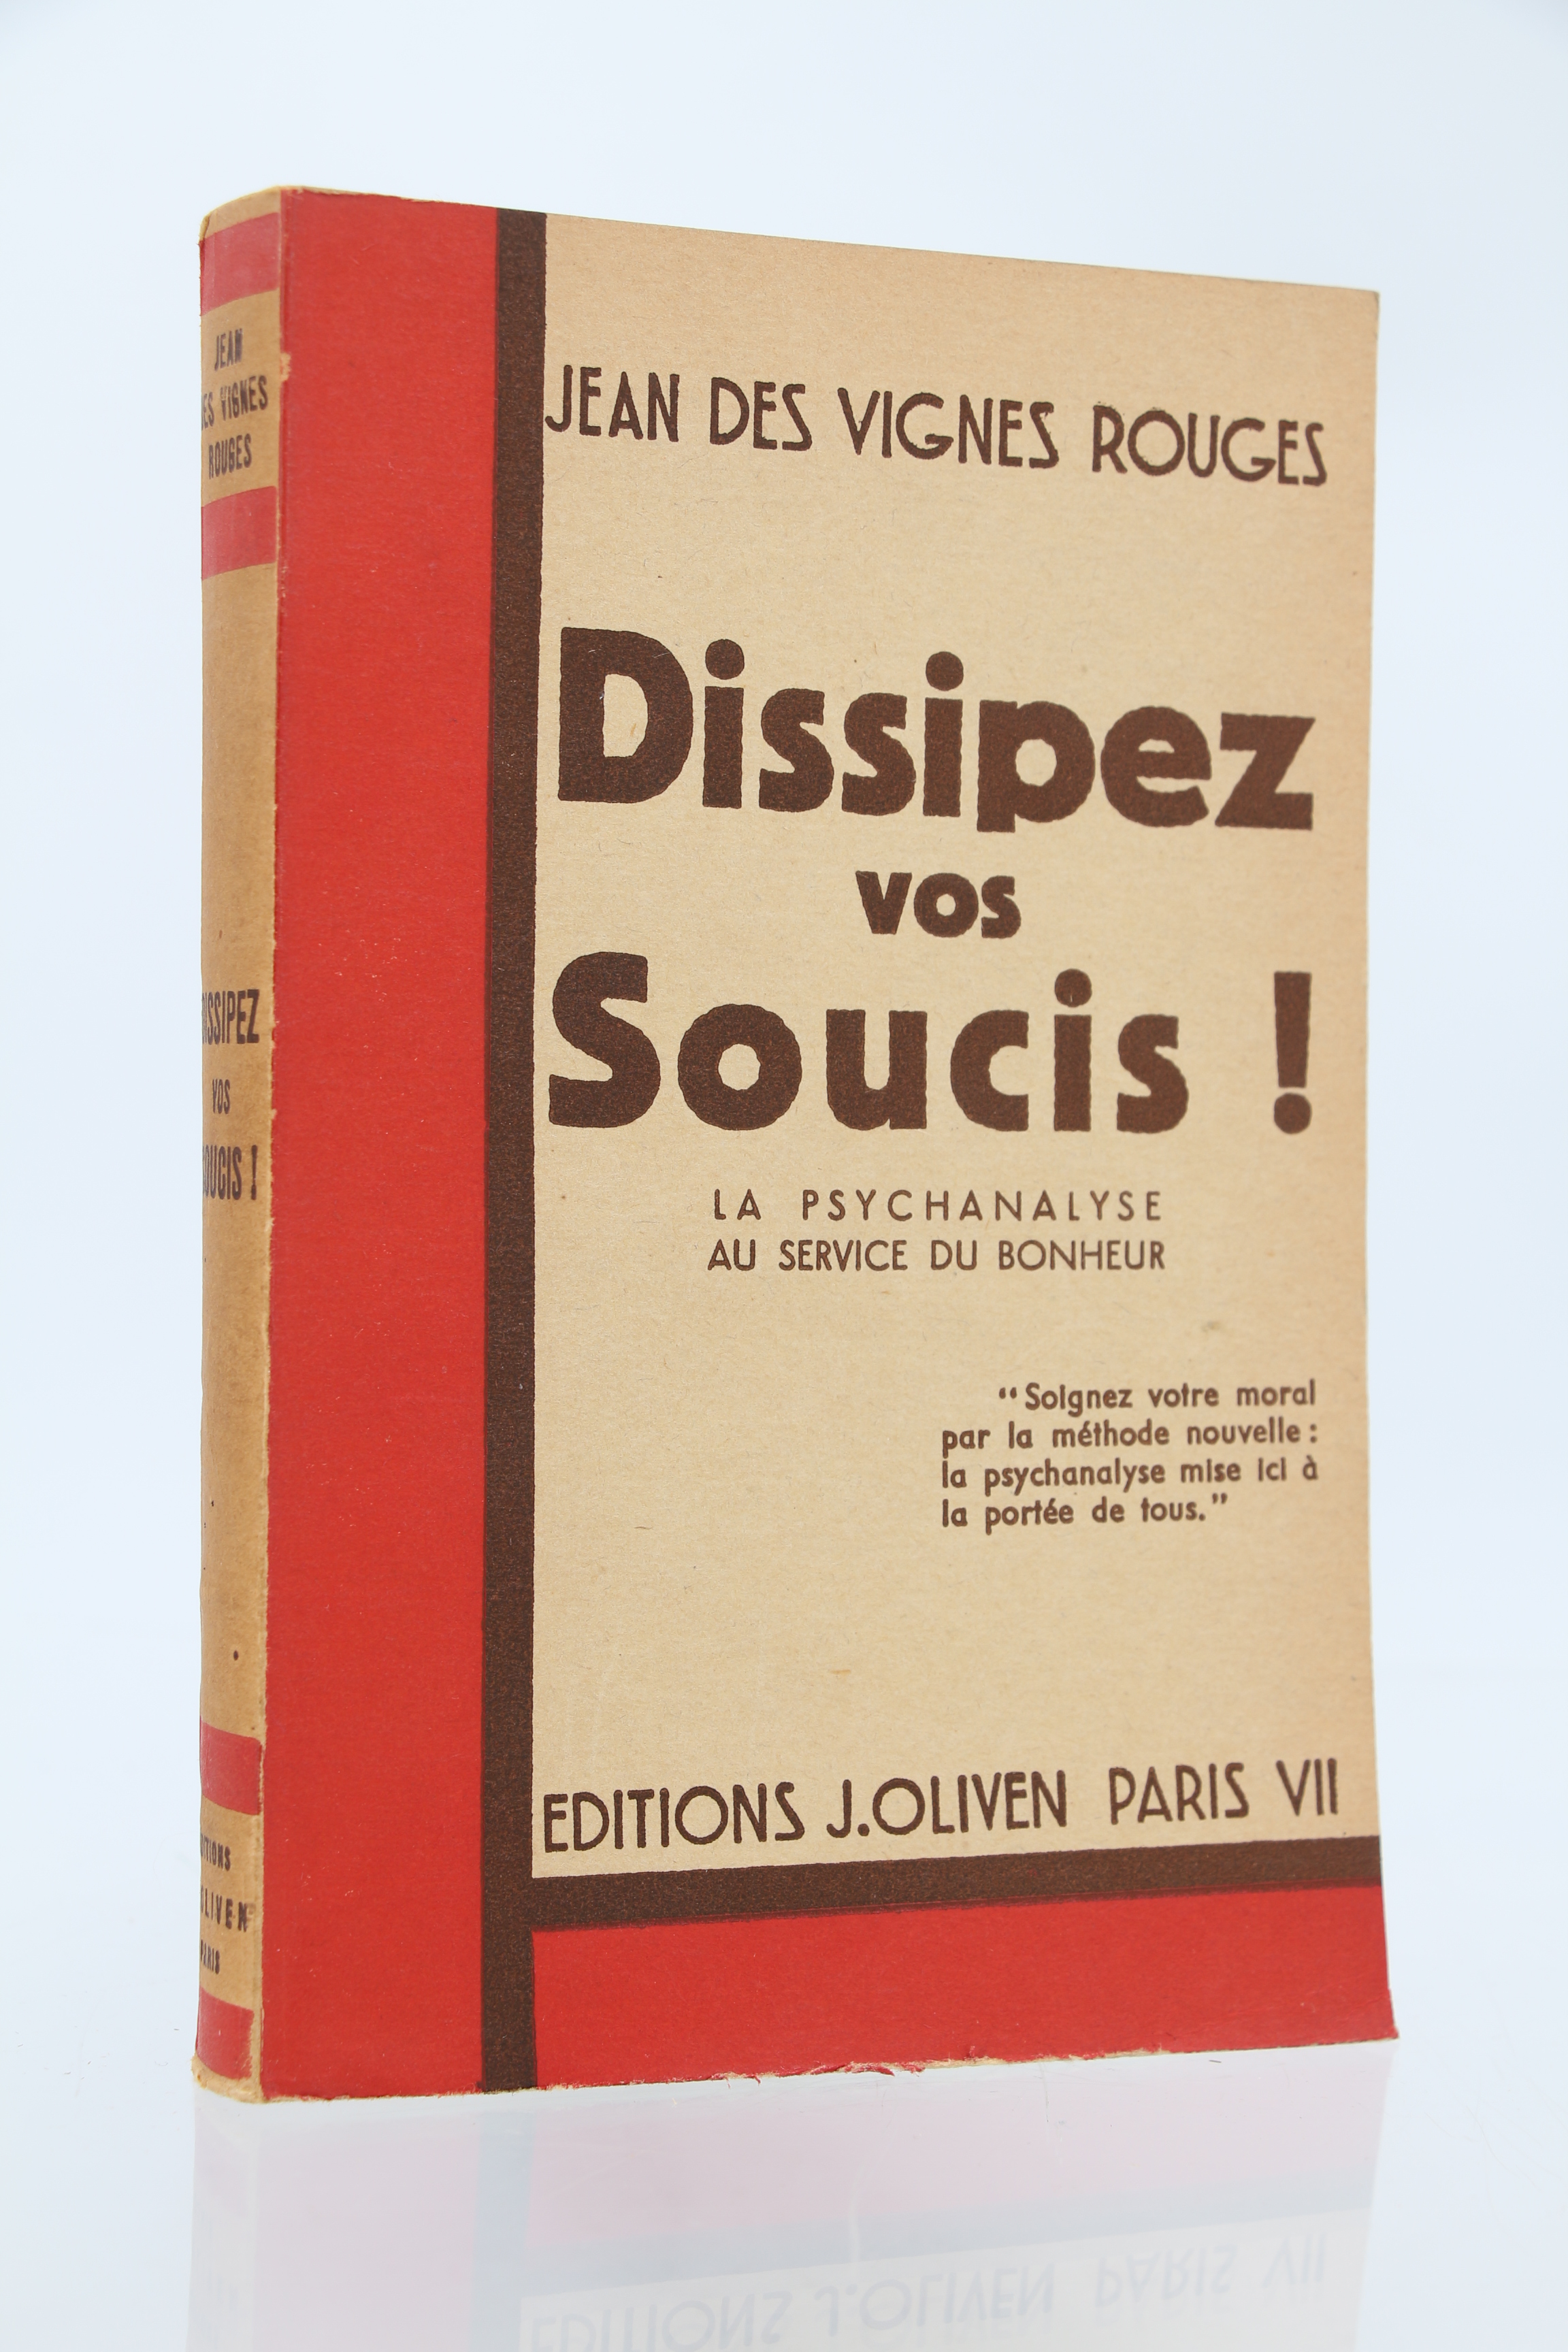 JEAN
VIGNES
ROUGES
VOS
PARIS
JEAN DES VIGNES ROUGES
Dissipez
vos
Soucis !
LA PSYCHANALYSE
AU SERVICE DU BONHEUR
“ Soignez votre moral
par la méthode nouvelle :
la psychanalyse mise ici à
la portée de tous. ”
EDITIONS J. OLIVEN PARIS VII